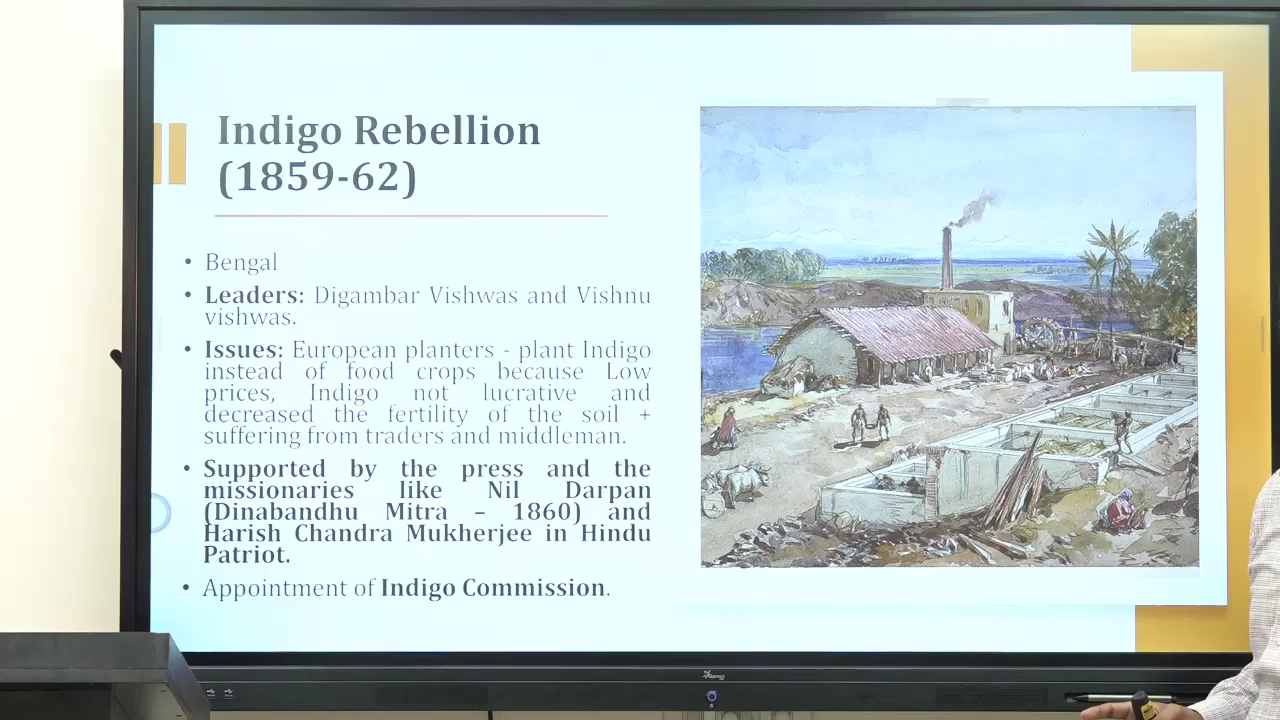 Indigo Rebellion
(1859-62)
• Bengal
• Leaders: Digambar Vishwas and Vishnu
vishwas.
• Issues: European planters - plant Indigo
instead of food crops because Low
prices, Indigo not lucrative and
decreased the fertility of the soil +
suffering from traders and middleman.
• Supported by the press and the
missionaries like Nil Darpan
(Dinabandhu Mitra – 1860) and
Harish Chandra Mukherjee in Hindu
Patriot.
• Appointment of Indigo Commission.